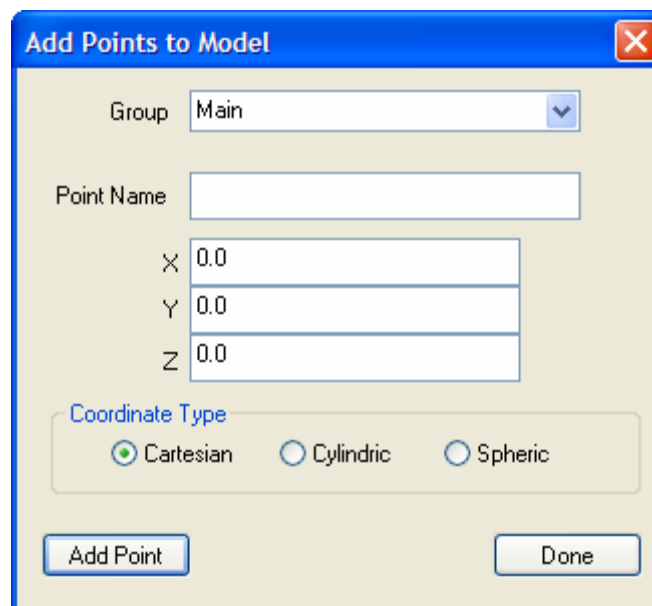 Add Points to Model
Group Main
Point Name
X 0.0
Y 0.0
Z 0.0
Coordinate Type
Cartesian Cylindric Spheric
Add Point Done